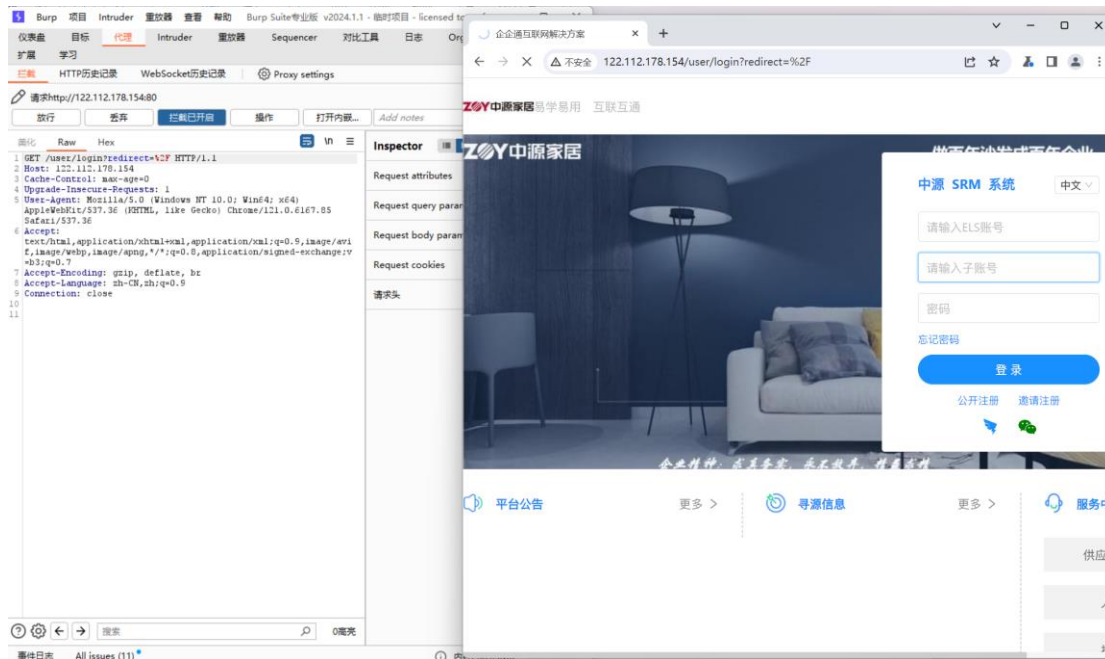 Burp 项目 Intruder 重放器 查看 帮助 Burp Suite专业版 v2024.1.1 - 临时项目 - licensed to
仪表盘 目标 代理 Intruder 重放器 Sequencer 对比工具 日志
扩展 学习
拦截 HTTP历史记录 WebSocket历史记录 Proxy settings
请求http://122.112.178.154:80
放行 丢弃 拦截已开启 操作 打开内嵌... Add notes
美化 Raw Hex \n
1 GET /user/login?redirect=%2F HTTP/1.1
2 Host: 122.112.178.154
3 Cache-Control: max-age=0
4 Upgrade-Insecure-Requests: 1
5 User-Agent: Mozilla/5.0 (Windows NT 10.0; Win64; x64)
AppleWebKit/537.36 (KHTML, like Gecko) Chrome/121.0.6167.85
Safari/537.36
6 Accept:
text/html,application/xhtml+xml,application/xml;q=0.9,image/avi
f,image/webp,image/apng,*/*;q=0.8,application/signed-exchange;v
=b3;q=0.7
7 Accept-Encoding: gzip, deflate, br
8 Accept-Language: zh-CN,zh;q=0.9
9 Connection: close
10
11
Inspector
Request attributes
Request query parar
Request body param
Request cookies
请求头
搜索 0高亮
事件日志 All issues (11)
企企通互联网解决方案
不安全 122.112.178.154/user/login?redirect=%2F
ZOY中源家居 易学易用 互联互通
ZOY中源家居
做百年沙发成百年企业
中源 SRM 系统 中文
请输入ELS账号
请输入子账号
密码
忘记密码
登 录
公开注册 邀请注册
平台公告 更多 >
寻源信息 更多 >
服务中
供应